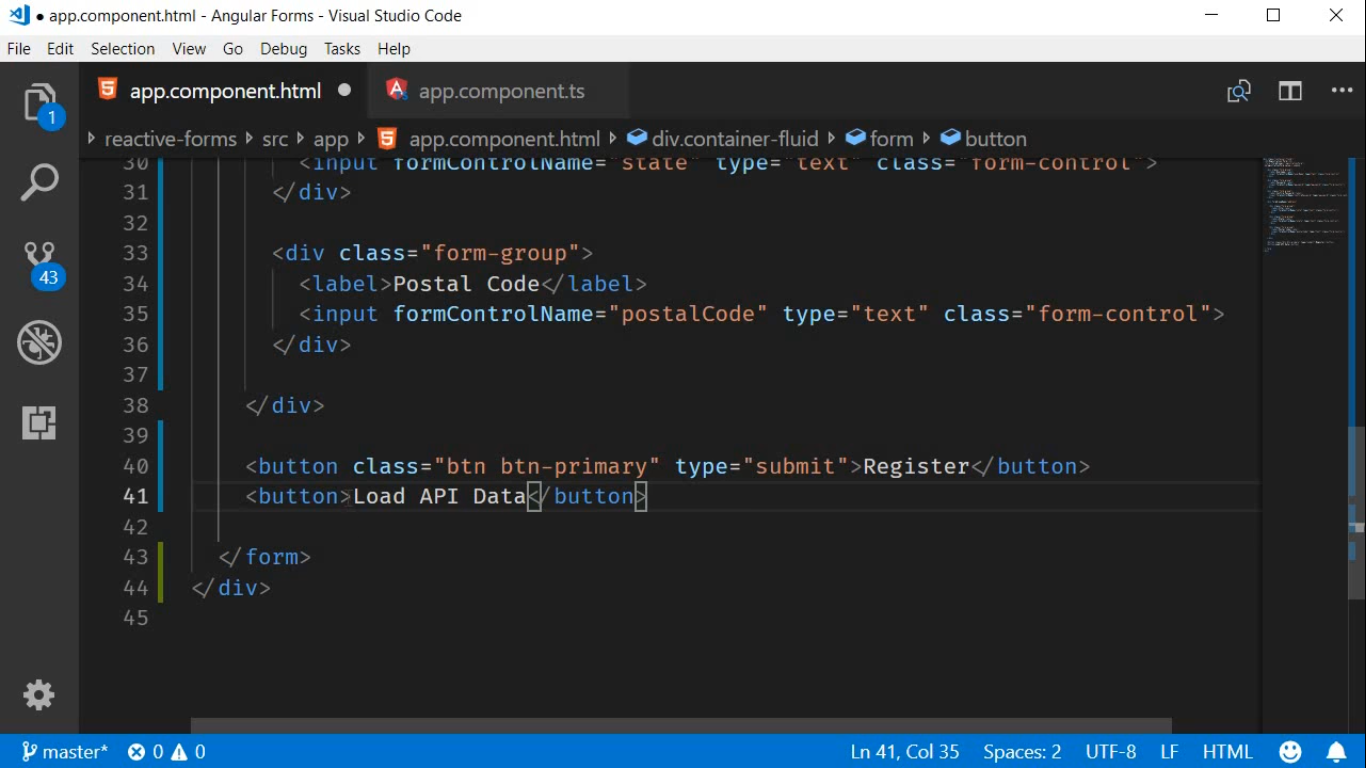 ● app.component.html - Angular Forms - Visual Studio Code
File Edit Selection View Go Debug Tasks Help
app.component.html ● app.component.ts
reactive-forms src app app.component.html div.container-fluid form button
1
43
30 <input formControlName="state" type="text" class="form-control">
31 </div>
32
33 <div class="form-group">
34 <label>Postal Code</label>
35 <input formControlName="postalCode" type="text" class="form-control">
36 </div>
37
38 </div>
39
40 <button class="btn btn-primary" type="submit">Register</button>
41 <button>Load API Data</button>
42
43 </form>
44 </div>
45
master* 0 0 Ln 41, Col 35 Spaces: 2 UTF-8 LF HTML